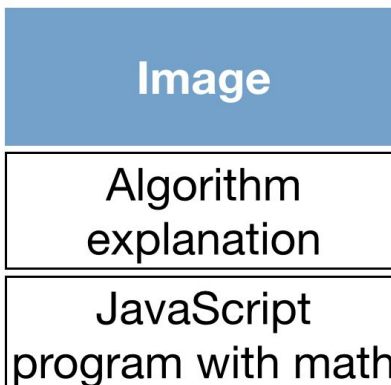 Image
Algorithm
explanation
JavaScript
program with math